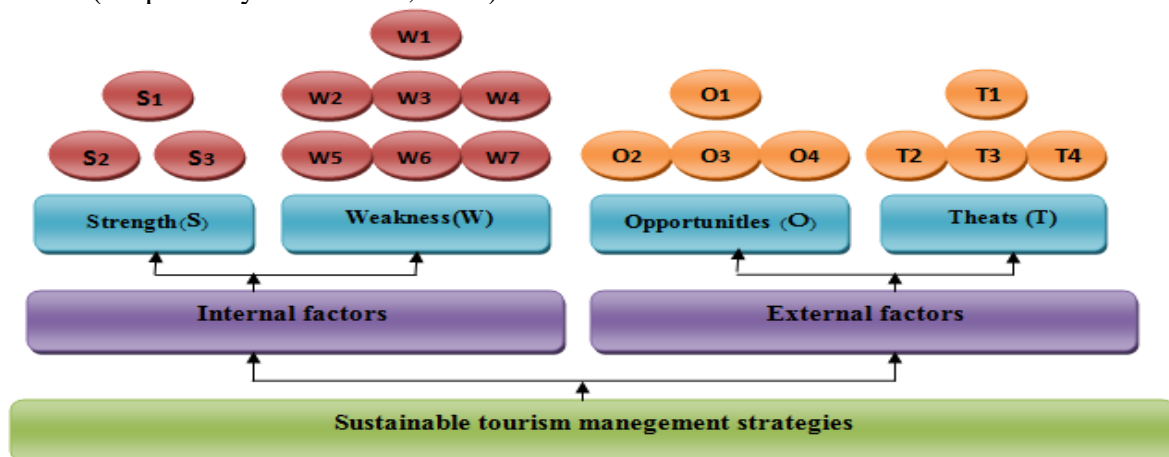 W1
S1 W2 W3 W4 O1 T1
S2 S3 W5 W6 W7 O2 O3 O4 T2 T3 T4
Strength(S) Weakness(W) Opportunitles (O) Theats (T)
Internal factors External factors
Sustainable tourism manegement strategies